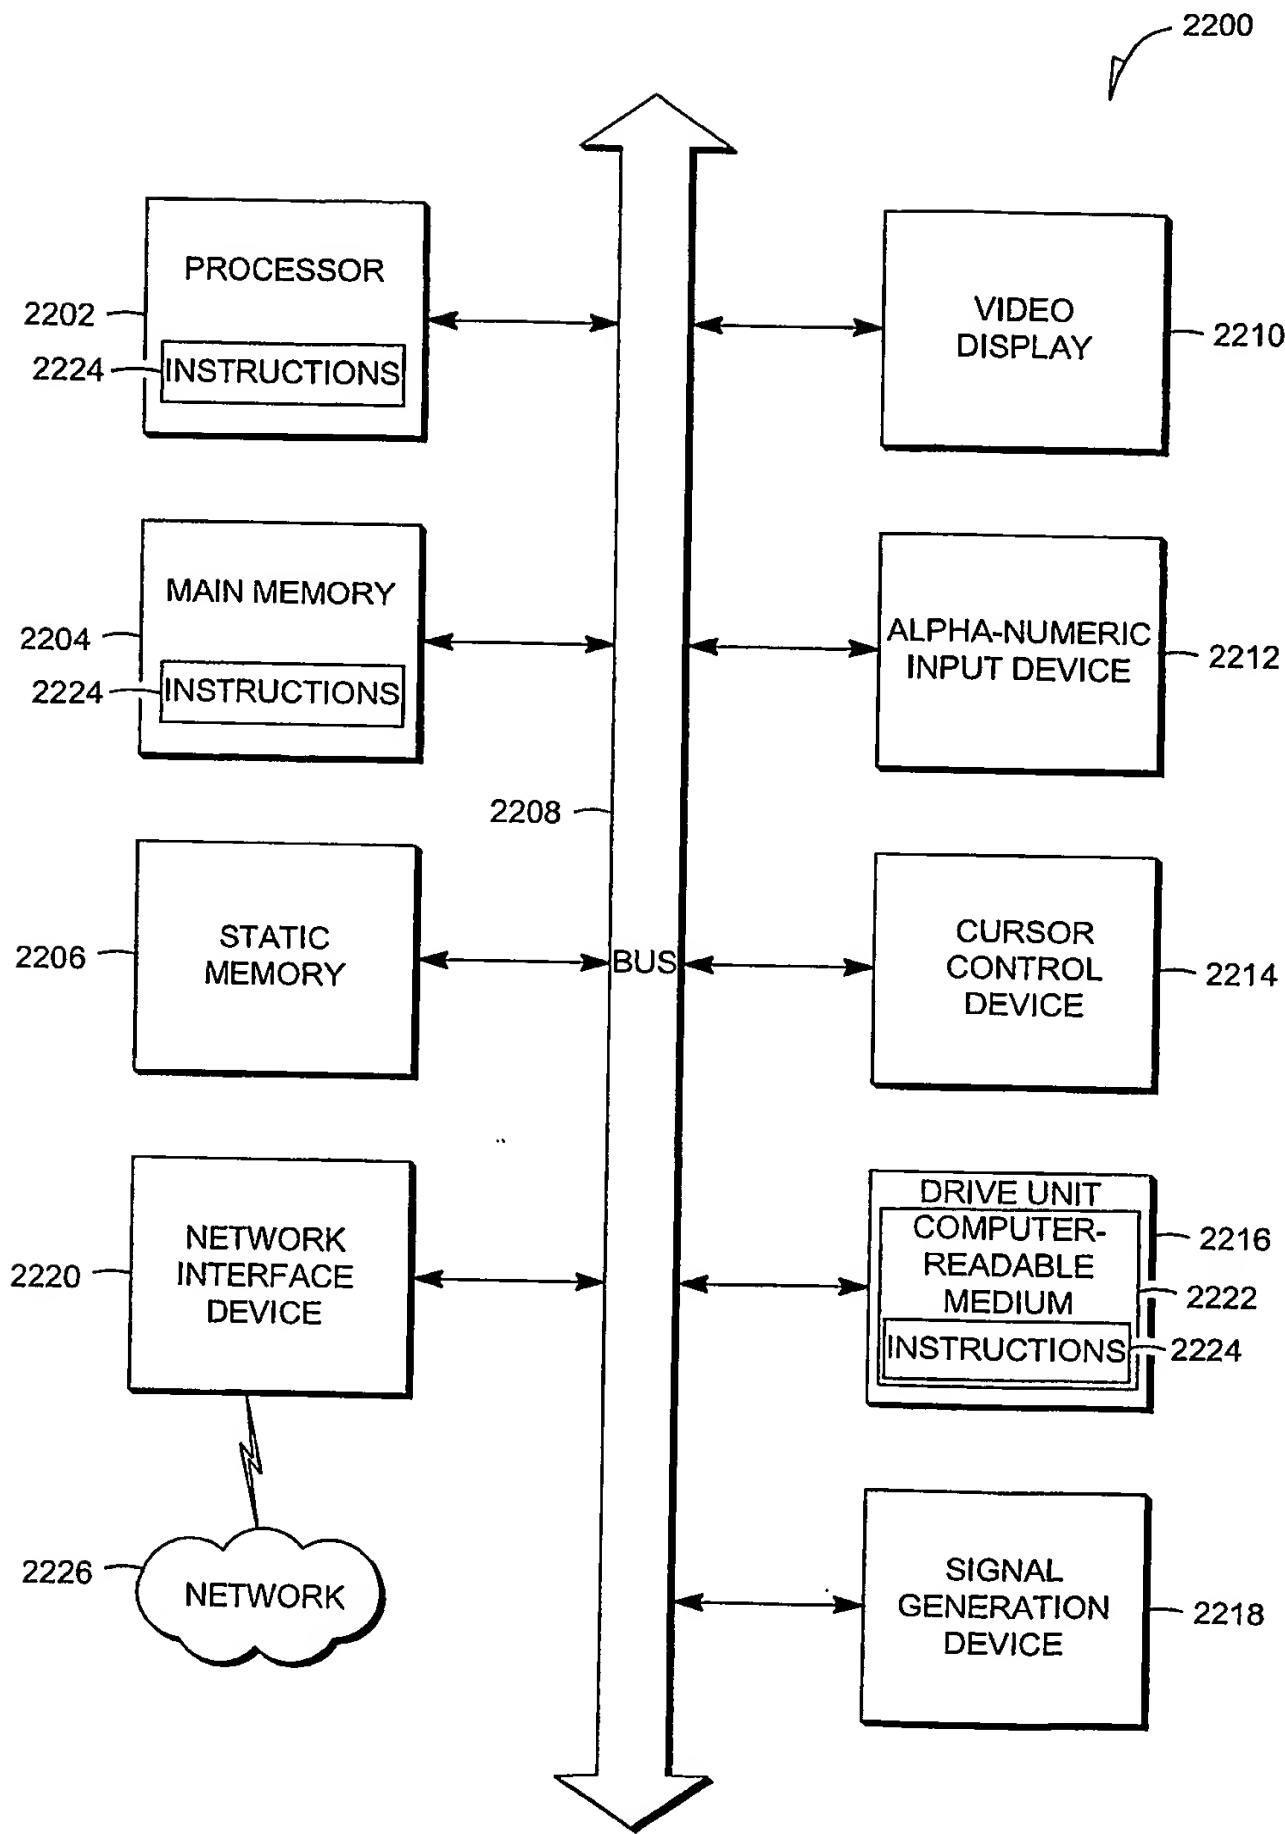 2200
PROCESSOR
2202
2224
INSTRUCTIONS
VIDEO
DISPLAY
2210
MAIN MEMORY
2204
2224
INSTRUCTIONS
ALPHA-NUMERIC
INPUT DEVICE
2212
2208
BUS
STATIC
MEMORY
2206
CURSOR
CONTROL
DEVICE
2214
NETWORK
INTERFACE
DEVICE
2220
DRIVE UNIT
COMPUTER-
READABLE
MEDIUM
INSTRUCTIONS
2216
2222
2224
2226
NETWORK
SIGNAL
GENERATION
DEVICE
2218